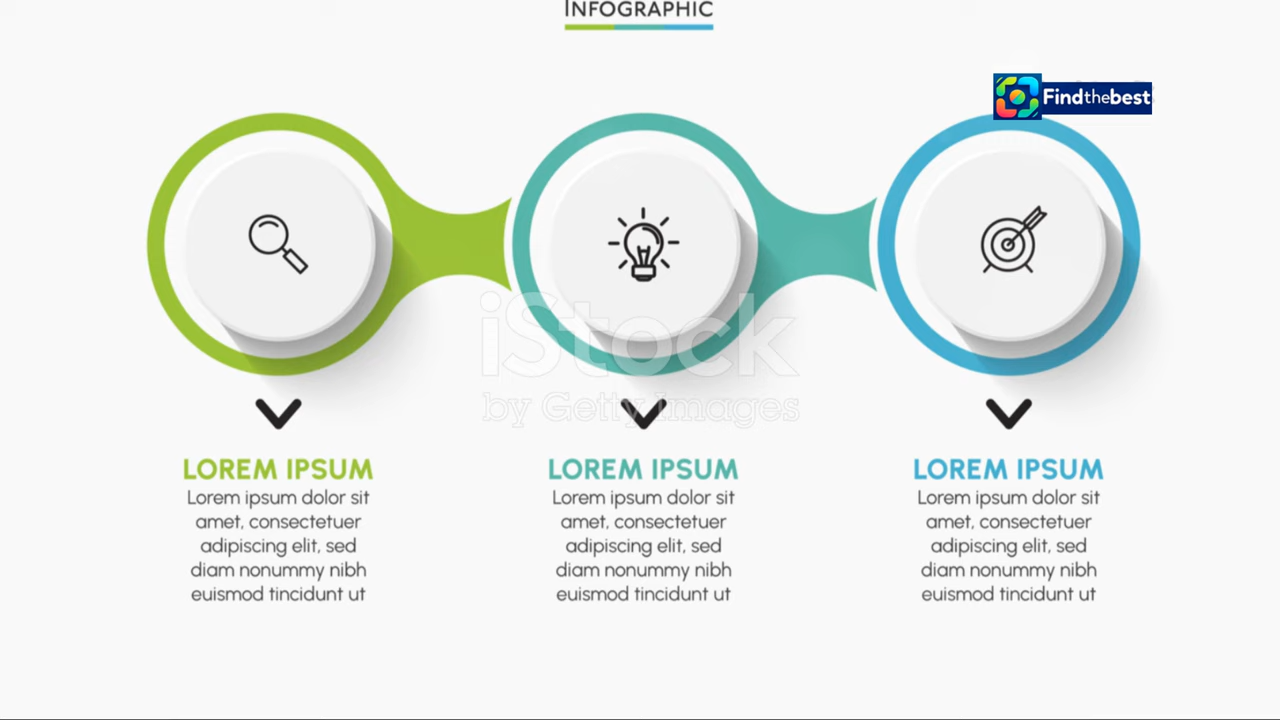 INFOGRAPHIC
Findthebest
iStock
by Getty Images
LOREM IPSUM
Lorem ipsum dolor sit
amet, consectetuer
adipiscing elit, sed
diam nonummy nibh
euismod tincidunt ut
LOREM IPSUM
Lorem ipsum dolor sit
amet, consectetuer
adipiscing elit, sed
diam nonummy nibh
euismod tincidunt ut
LOREM IPSUM
Lorem ipsum dolor sit
amet, consectetuer
adipiscing elit, sed
diam nonummy nibh
euismod tincidunt ut